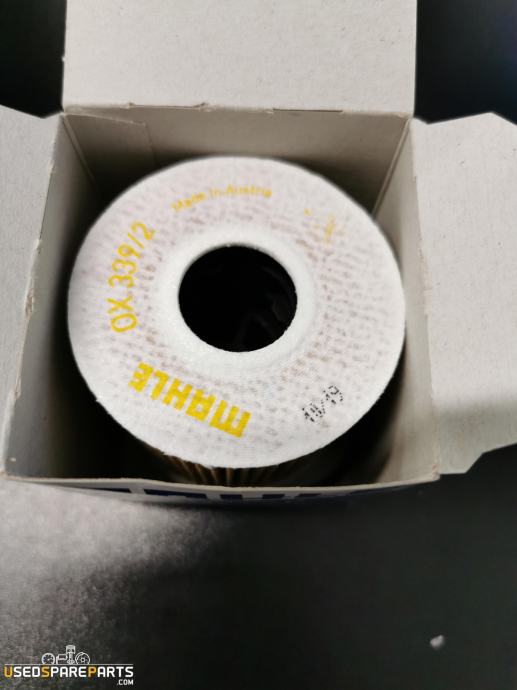 Made in Austria
OX 339/2
MAHLE
USEDSPAREPARTS
.COM